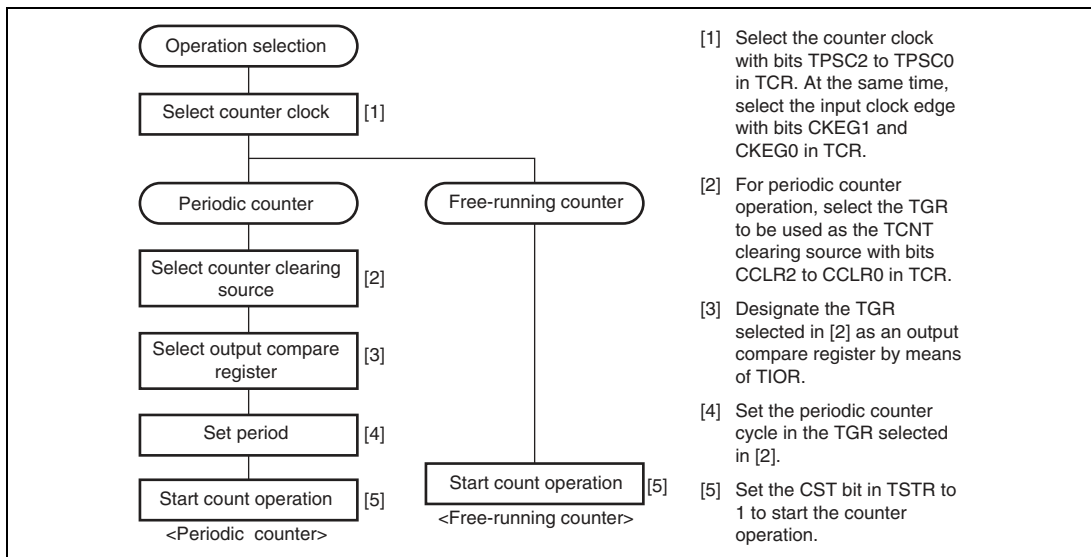 Operation selection
Select counter clock
[1]
Periodic counter
Free-running counter
Select counter clearing
source
[2]
Select output compare
register
[3]
Set period
[4]
Start count operation
[5]
<Periodic counter>
Start count operation
[5]
<Free-running counter>
[1] Select the counter clock
with bits TPSC2 to TPSC0
in TCR. At the same time,
select the input clock edge
with bits CKEG1 and
CKEG0 in TCR.
[2] For periodic counter
operation, select the TGR
to be used as the TCNT
clearing source with bits
CCLR2 to CCLR0 in TCR.
[3] Designate the TGR
selected in [2] as an output
compare register by means
of TIOR.
[4] Set the periodic counter
cycle in the TGR selected
in [2].
[5] Set the CST bit in TSTR to
1 to start the counter
operation.